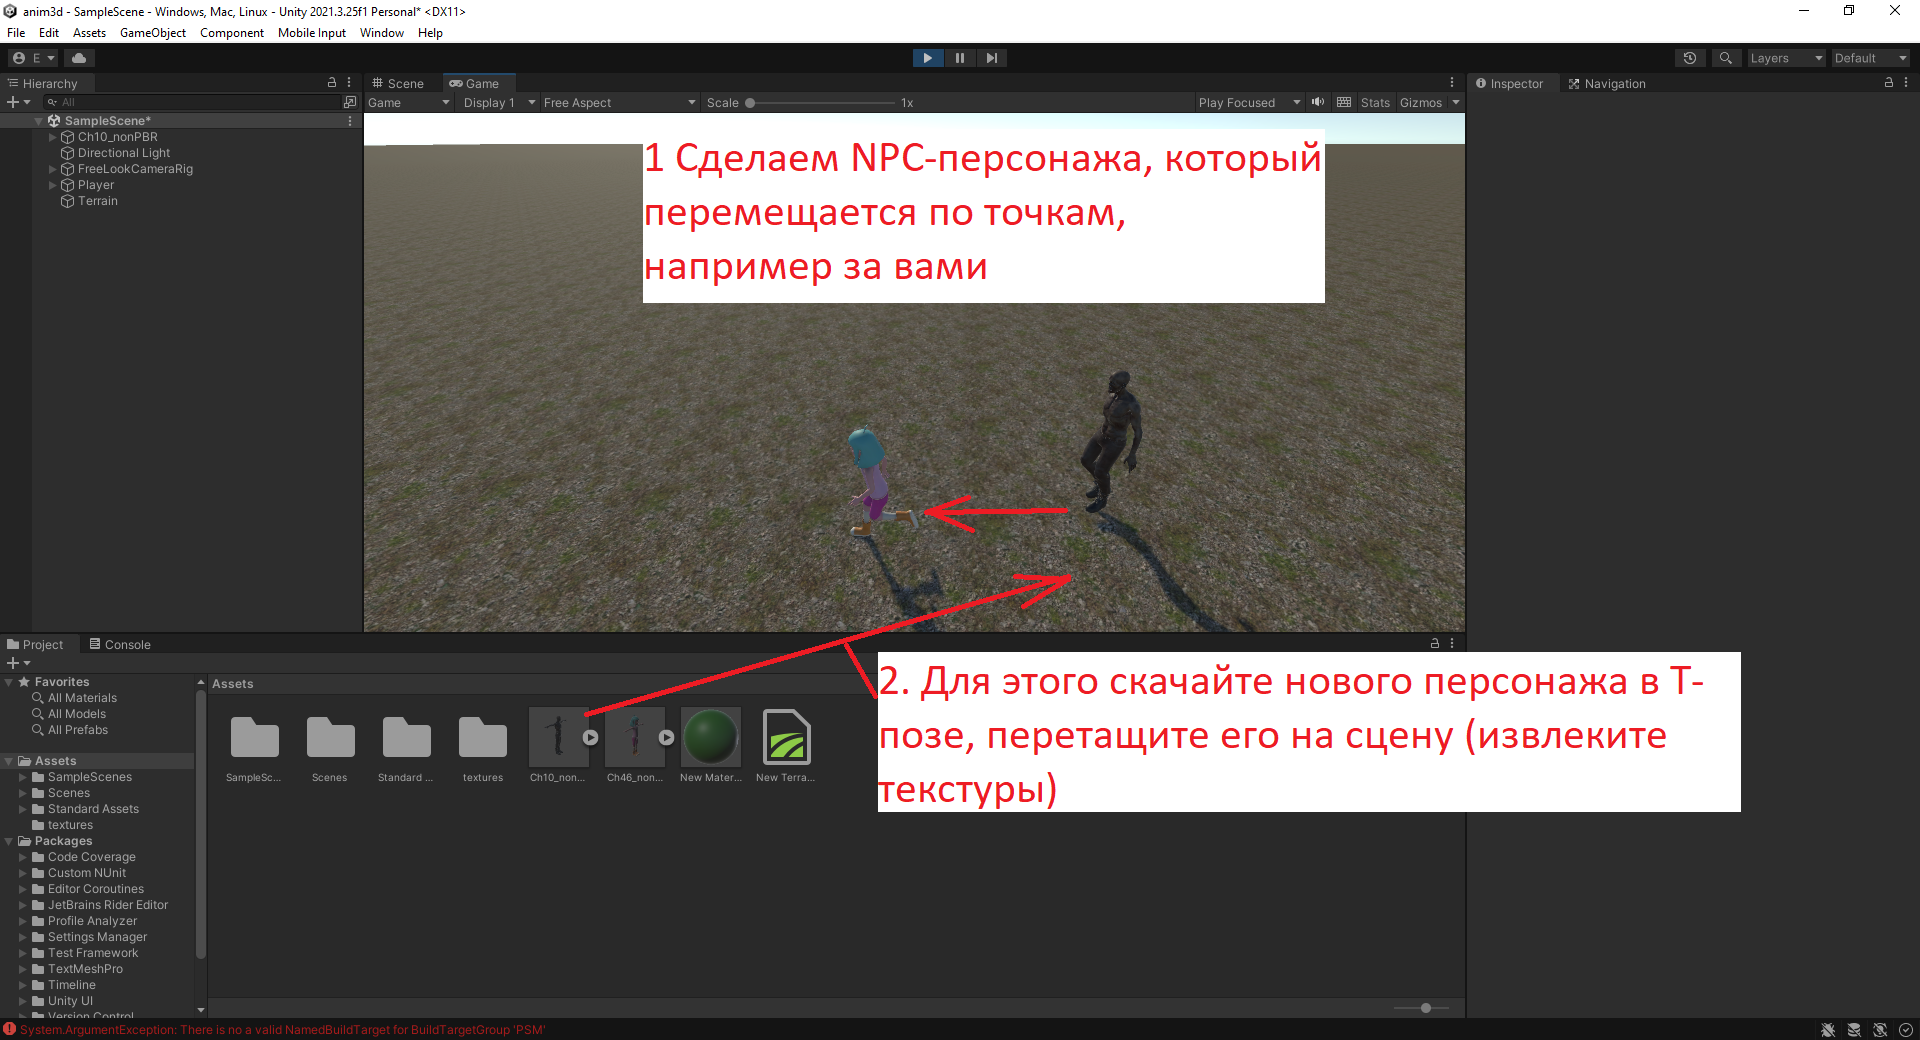 anim3d - SampleScene - Windows, Mac, Linux - Unity 2021.3.25f1 Personal* <DX11>
File Edit Assets GameObject Component Mobile Input Window Help
E Layers Default
Hierarchy Scene Game Inspector Navigation
All Game Display 1 Free Aspect Scale 1x Play Focused Stats Gizmos
SampleScene*
Ch10_nonPBR
Directional Light
FreeLookCameraRig
Player
Terrain
1 Сделаем NPC-персонажа, который
перемещается по точкам,
например за вами
Project Console
Favorites
All Materials
All Models
All Prefabs
Assets
SampleScenes
Scenes
Standard Assets
textures
Packages
Code Coverage
Custom NUnit
Editor Coroutines
JetBrains Rider Editor
Profile Analyzer
Settings Manager
Test Framework
TextMeshPro
Timeline
Unity UI
Version Control
Assets
SampleSc... Scenes Standard ... textures Ch10_non... Ch46_non... New Mater... New Terra...
2. Для этого скачайте нового персонажа в Т-
позе, перетащите его на сцену (извлеките
текстуры)
System.ArgumentException: There is no a valid NamedBuildTarget for BuildTargetGroup 'PSM'